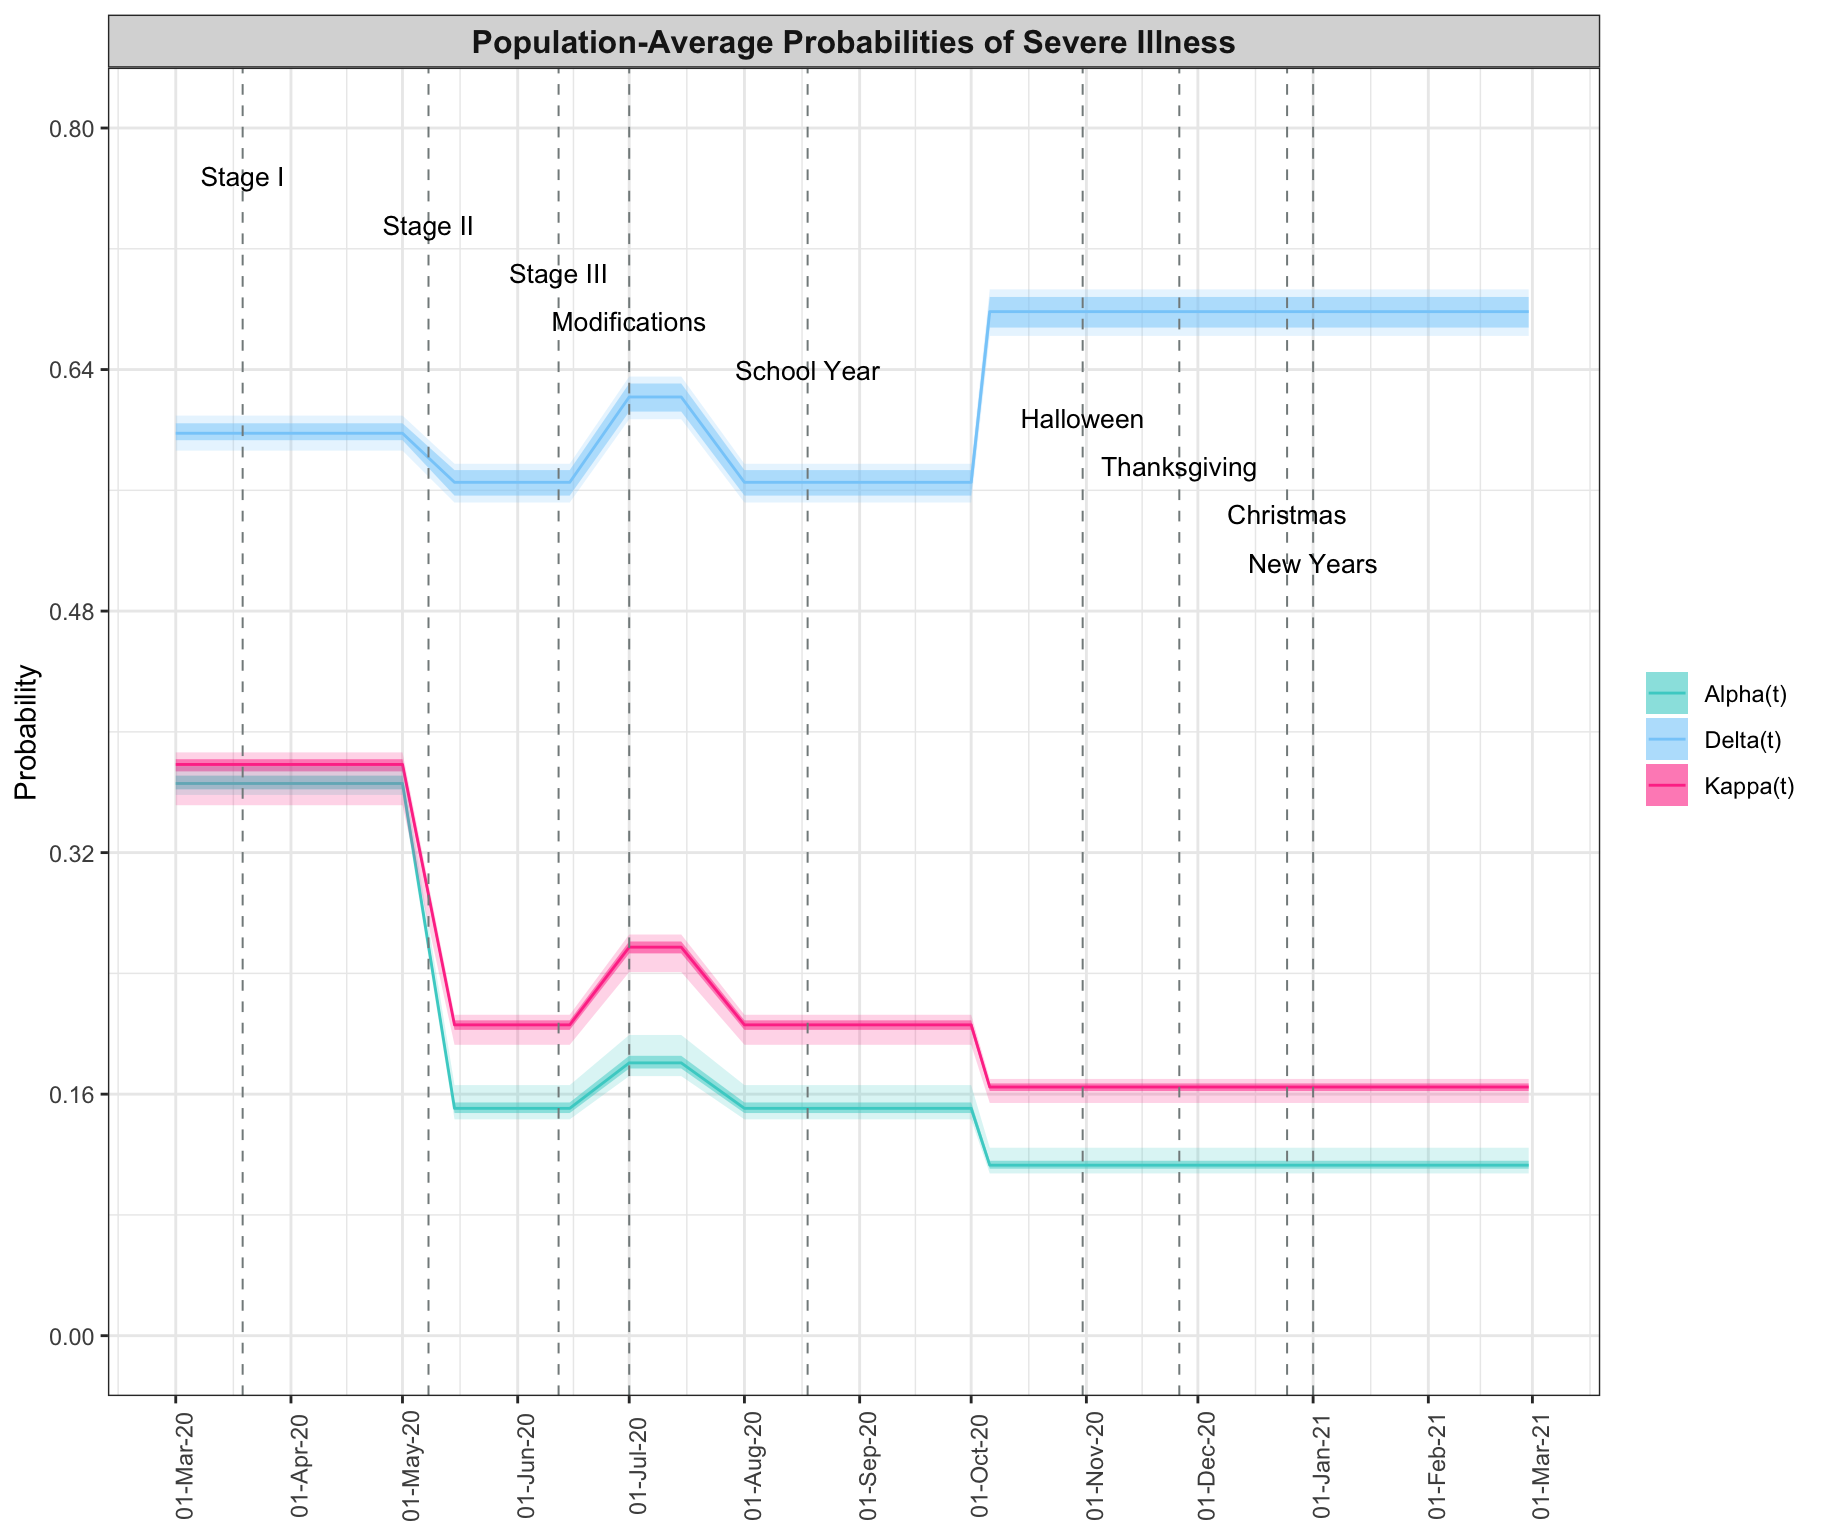 Population-Average Probabilities of Severe Illness
0.80
0.64
0.48
0.32
0.16
0.00
Probability
Stage I
Stage II
Stage III
Modifications
School Year
Halloween
Thanksgiving
Christmas
New Years
01-Mar-20
01-Apr-20
01-May-20
01-Jun-20
01-Jul-20
01-Aug-20
01-Sep-20
01-Oct-20
01-Nov-20
01-Dec-20
01-Jan-21
01-Feb-21
01-Mar-21
Alpha(t)
Delta(t)
Kappa(t)